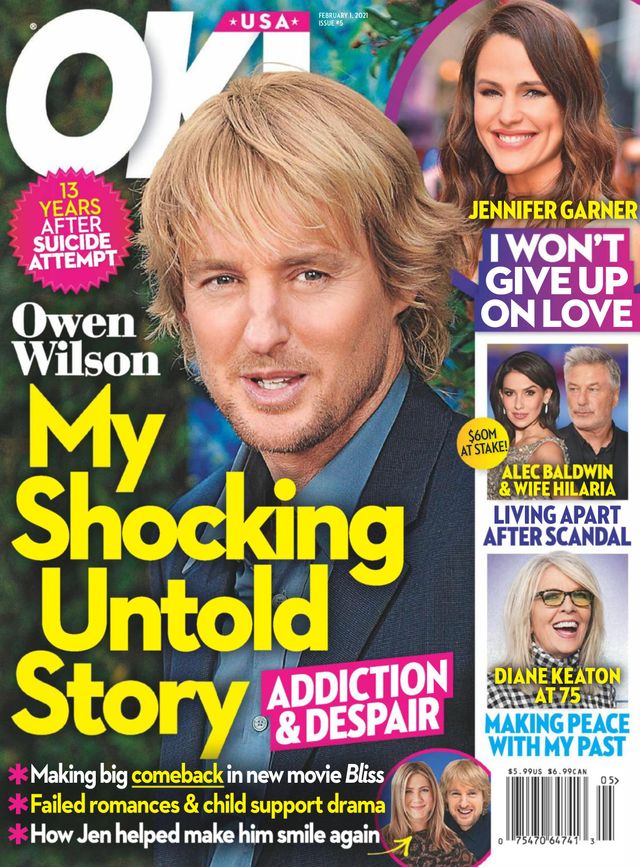 OK!
★ USA ★
®
FEBRUARY 1, 2021
ISSUE #5
13
YEARS
AFTER
SUICIDE
ATTEMPT
Owen
Wilson
My
Shocking
Untold
Story
ADDICTION
& DESPAIR
✱Making big comeback in new movie Bliss
✱Failed romances & child support drama
✱How Jen helped make him smile again
JENNIFER GARNER
I WON'T
GIVE UP
ON LOVE
$60M
AT STAKE!
ALEC BALDWIN
& WIFE HILARIA
LIVING APART
AFTER SCANDAL
DIANE KEATON
AT 75
MAKING PEACE
WITH MY PAST
$5.99US $6.99CAN
05>
0 75470 64741 3